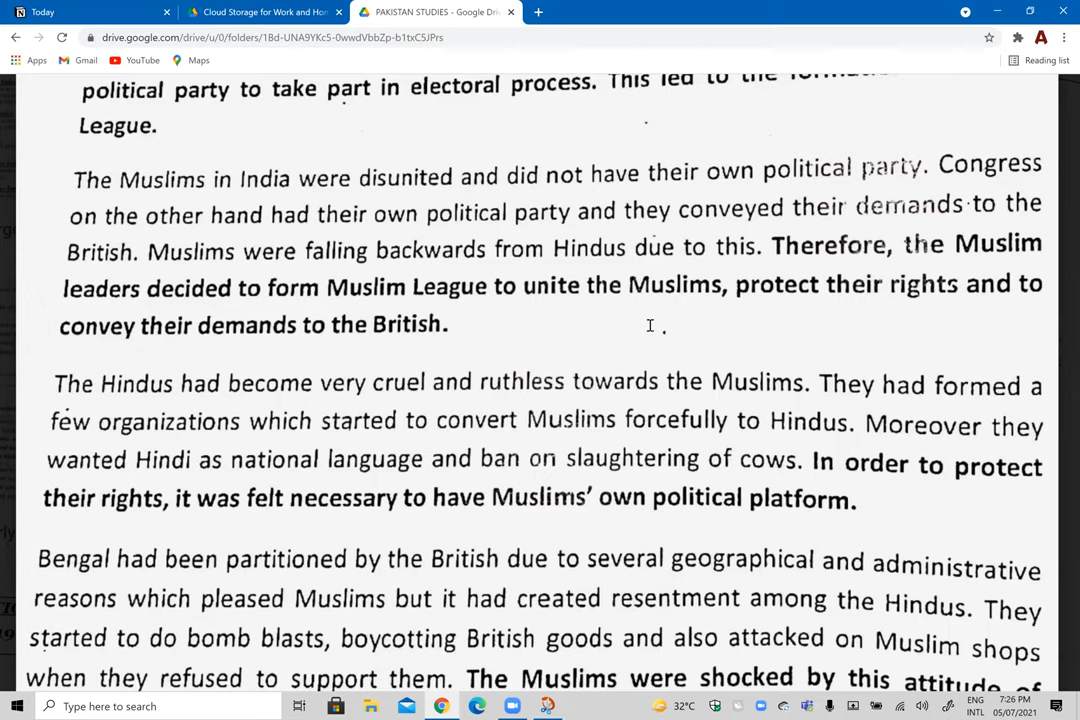 Today
Cloud Storage for Work and Hor
PAKISTAN STUDIES - Google Dri
drive.google.com/drive/u/0/folders/1Bd-UNA9YKc5-0wwdVbbZp-b1txC5JPrs
Apps Gmail YouTube Maps Reading list
political party to take part in electoral process. This led to the
League.
The Muslims in India were disunited and did not have their own political party. Congress
on the other hand had their own political party and they conveyed their demands to the
British. Muslims were falling backwards from Hindus due to this. Therefore, the Muslim
leaders decided to form Muslim League to unite the Muslims, protect their rights and to
convey their demands to the British.
The Hindus had become very cruel and ruthless towards the Muslims. They had formed a
few organizations which started to convert Muslims forcefully to Hindus. Moreover they
wanted Hindi as national language and ban on slaughtering of cows. In order to protect
their rights, it was felt necessary to have Muslims' own political platform.
Bengal had been partitioned by the British due to several geographical and administrative
reasons which pleased Muslims but it had created resentment among the Hindus. They
started to do bomb blasts, boycotting British goods and also attacked on Muslim shops
when they refused to support them. The Muslims were shocked by this attitude of
Type here to search
32°C
ENG
INTL
7:26 PM
05/07/2021